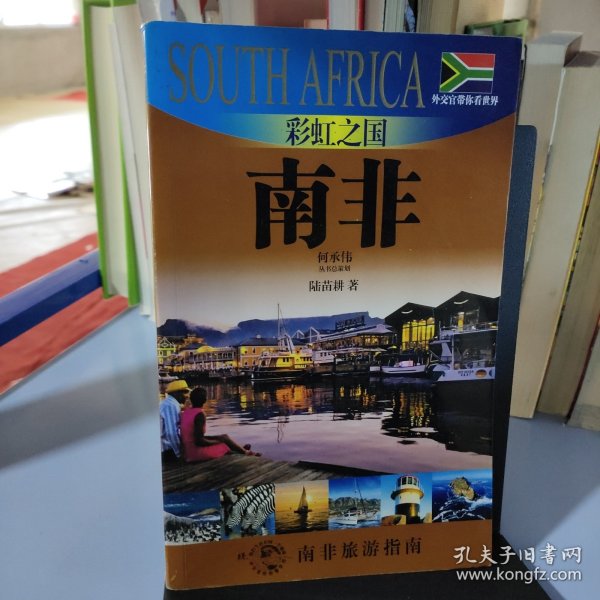 SOUTH AFRICA
外交官带你看世界
彩虹之国
南非
何承伟
丛书总策划
陆苗耕 著
南非旅游指南
孔夫子旧书网
www.kongfz.com